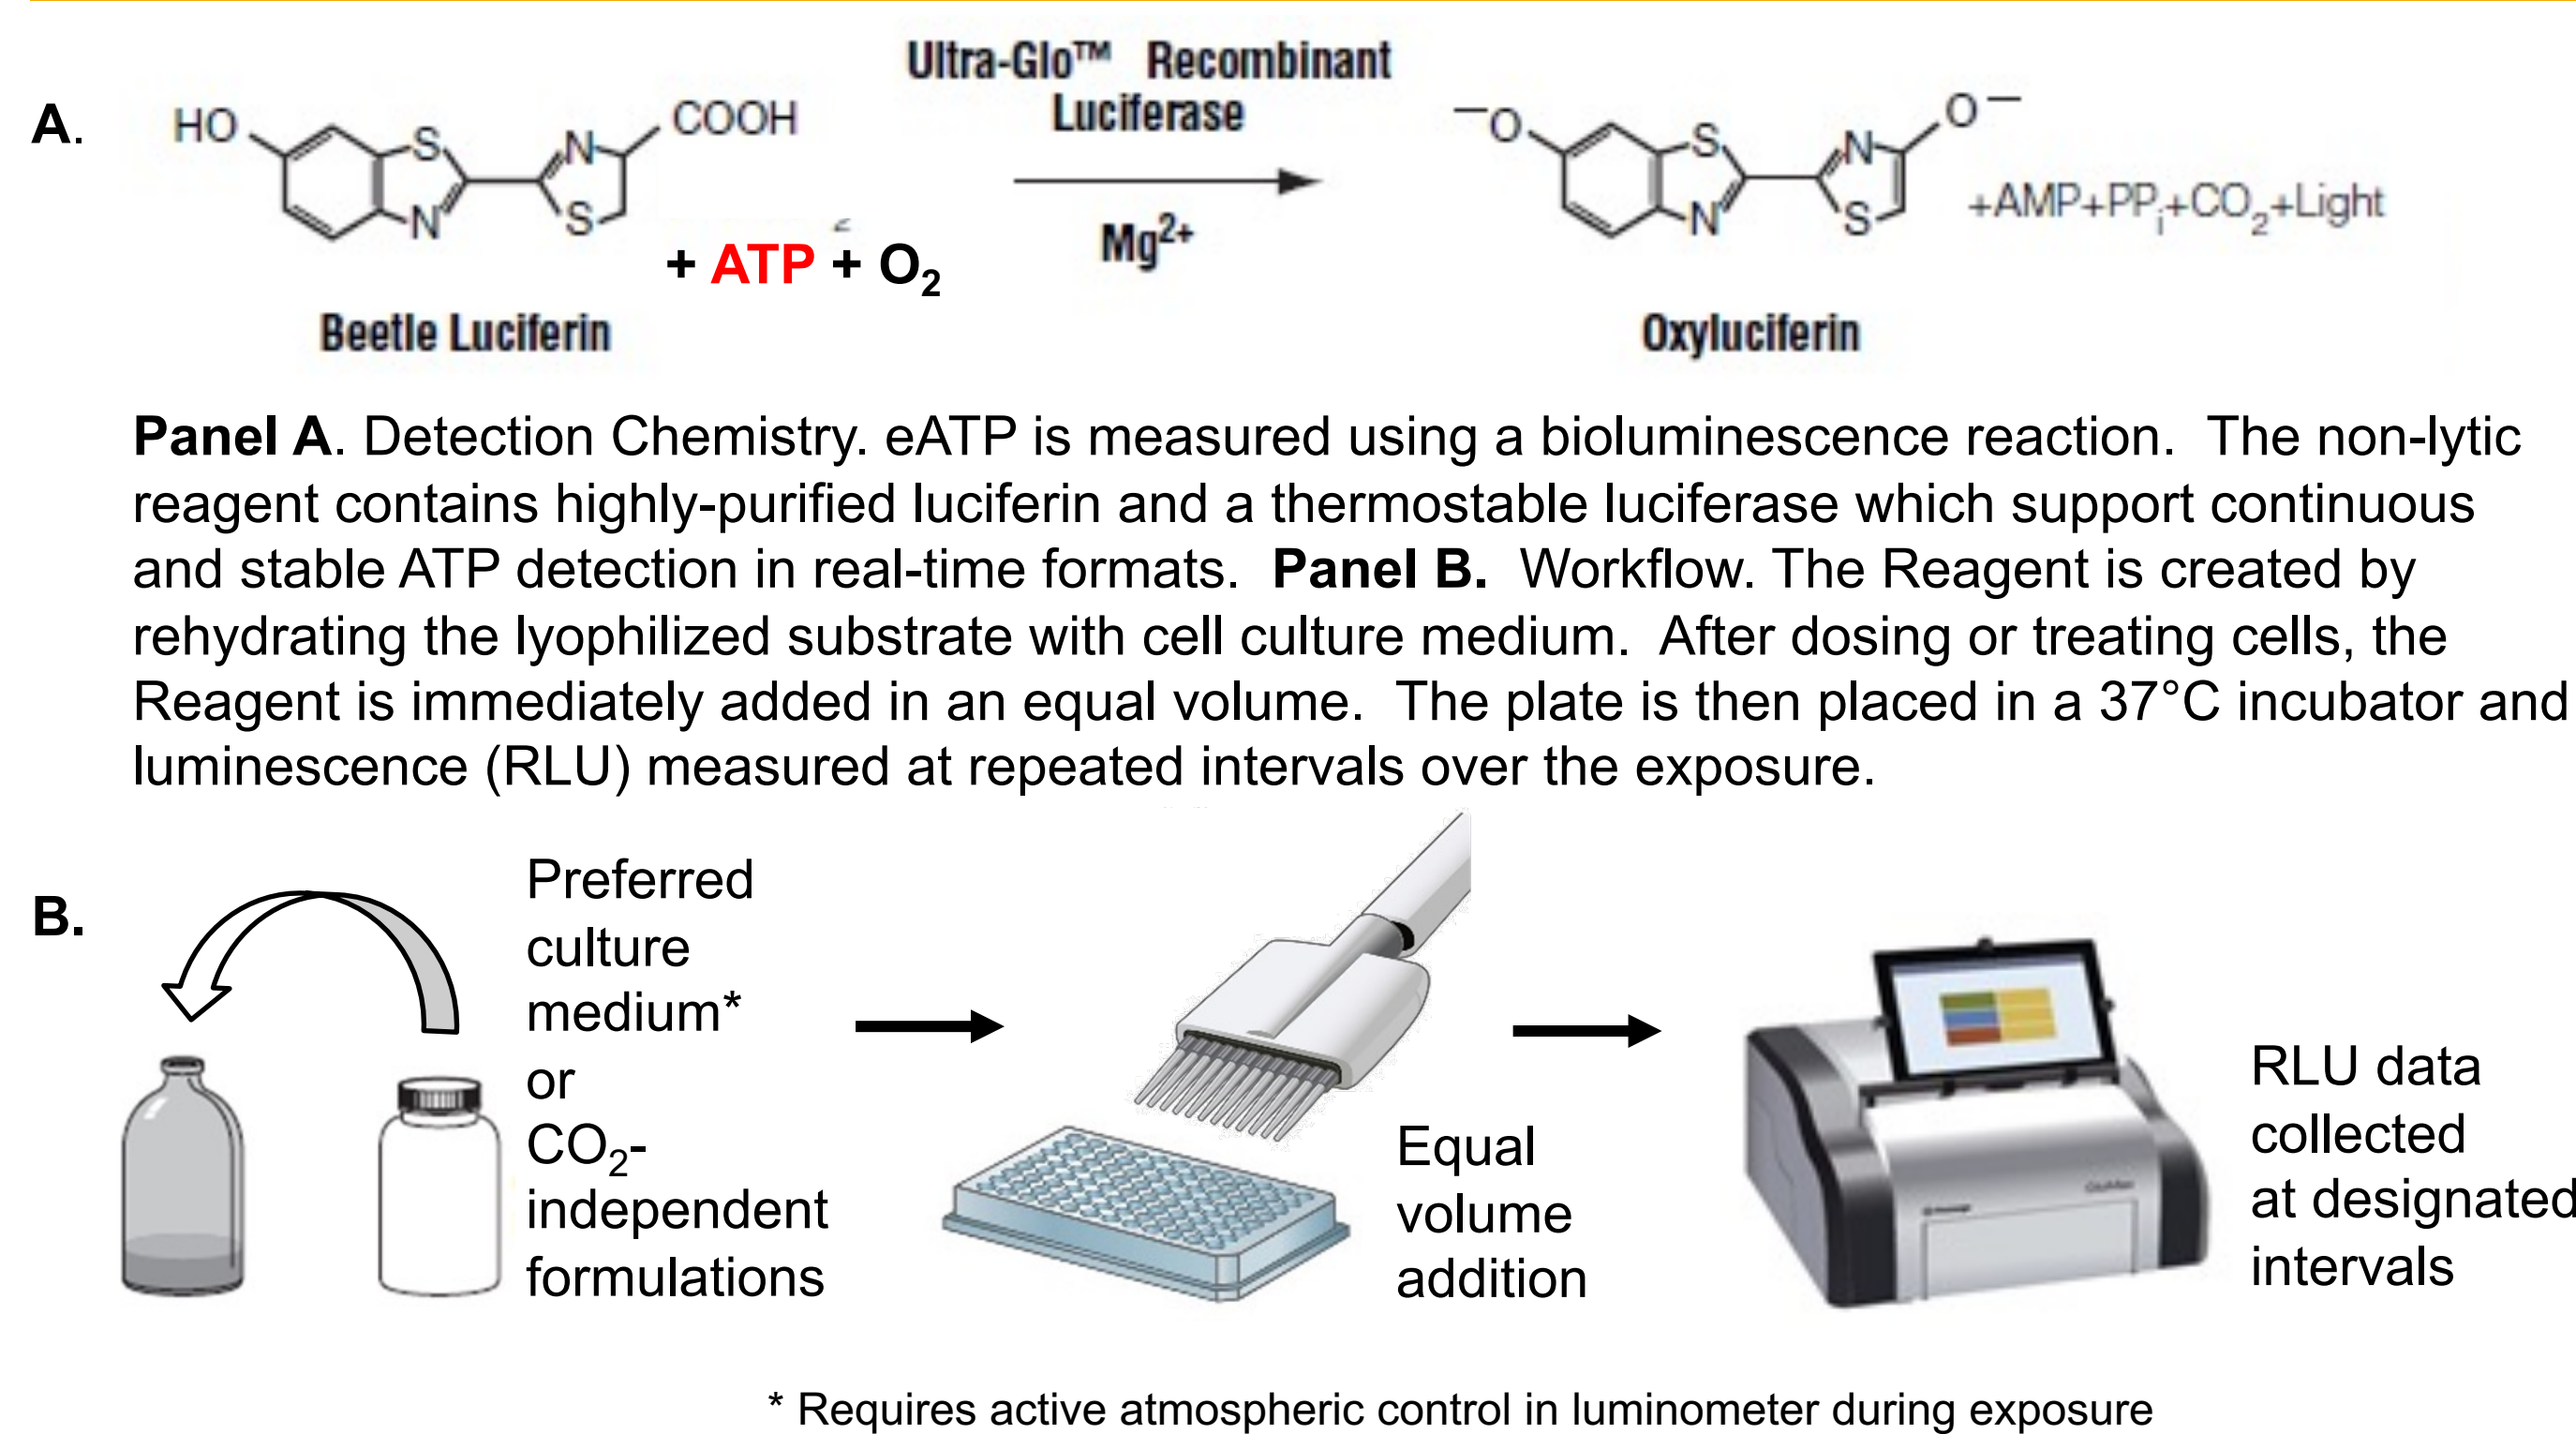 A.
Ultra-Glo™ Recombinant
Luciferase
HO
S
N
N
S
COOH
+ ATP + O₂
Mg²⁺
⁻O
S
N
N
S
O⁻
+AMP+PPᵢ+CO₂+Light
Beetle Luciferin
Oxyluciferin
Panel A. Detection Chemistry. eATP is measured using a bioluminescence reaction. The non-lytic
reagent contains highly-purified luciferin and a thermostable luciferase which support continuous
and stable ATP detection in real-time formats. Panel B. Workflow. The Reagent is created by
rehydrating the lyophilized substrate with cell culture medium. After dosing or treating cells, the
Reagent is immediately added in an equal volume. The plate is then placed in a 37°C incubator and
luminescence (RLU) measured at repeated intervals over the exposure.
B.
Preferred
culture
medium*
or
CO₂-
independent
formulations
Equal
volume
addition
RLU data
collected
at designated
intervals
* Requires active atmospheric control in luminometer during exposure